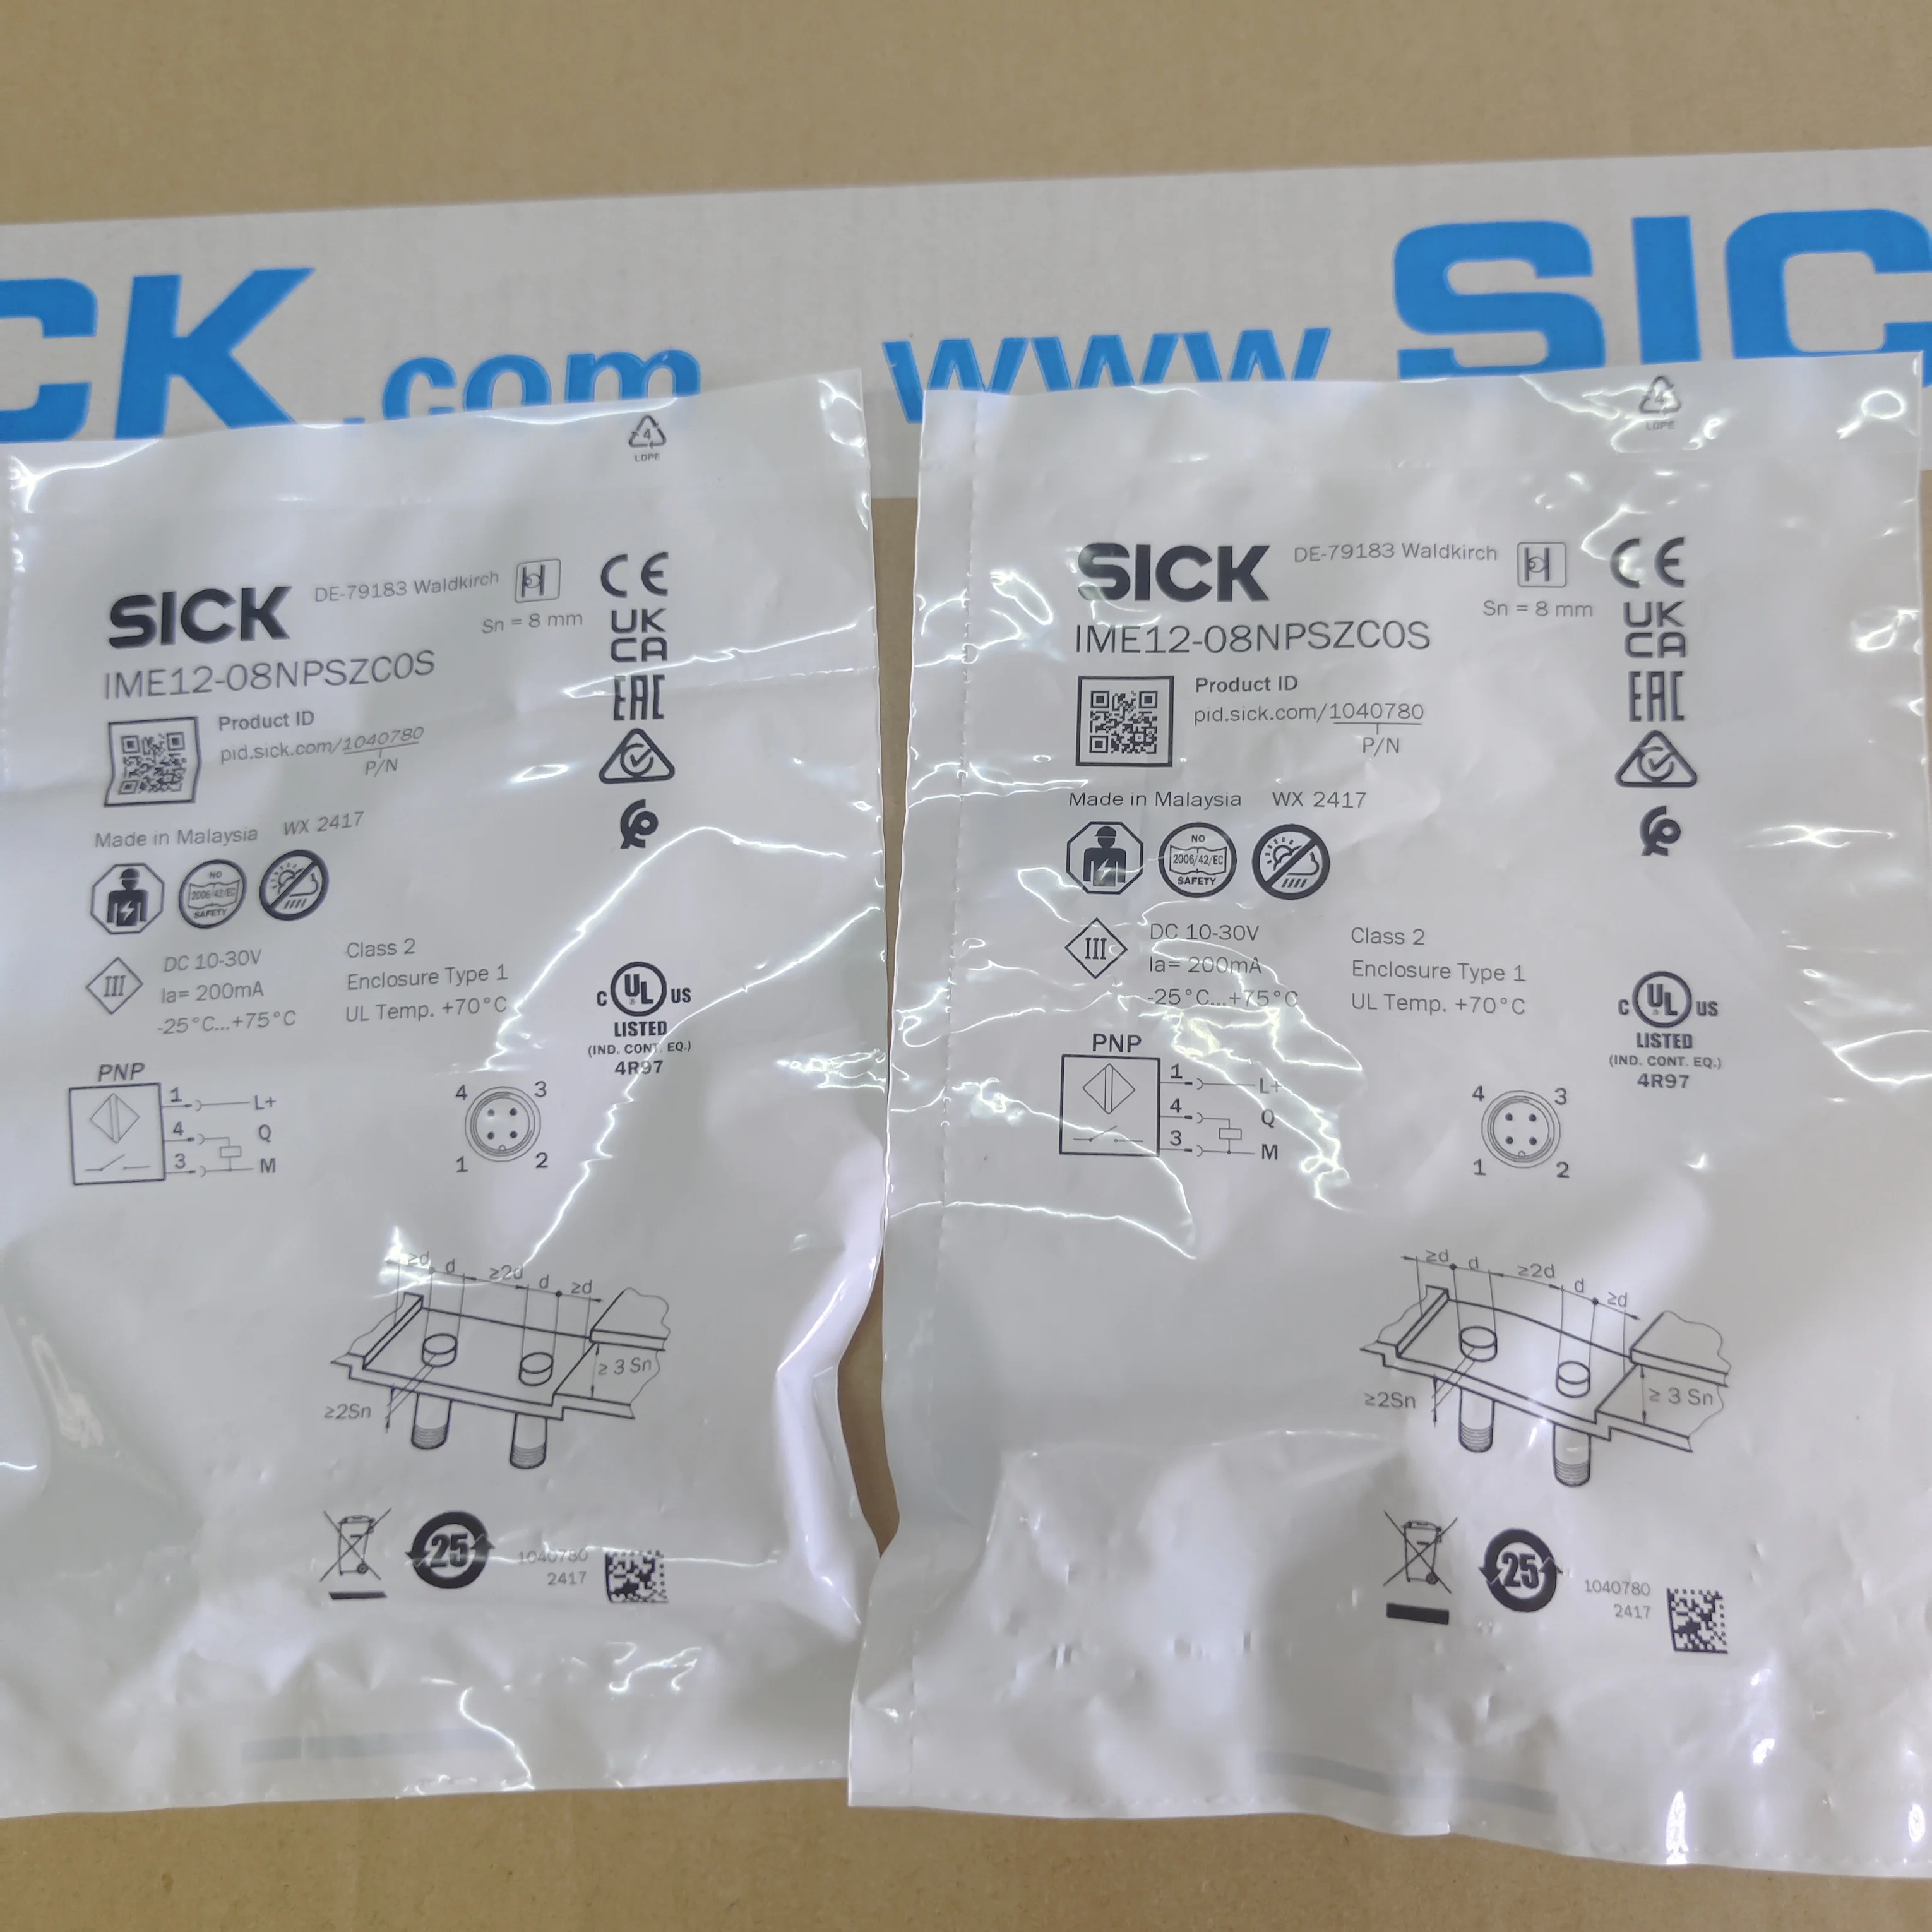 CK.com www.SIC
4
LDPE
SICK DE-79183 Waldkirch
Sn = 8 mm
IME12-08NPSZC0S
Product ID
pid.sick.com/1040780
P/N
Made in Malaysia WX 2417
NO
2006/42/EC
SAFETY
CE
UK
CA
EAC
III
DC 10-30V
Ia= 200mA
-25°C...+75°C
Class 2
Enclosure Type 1
UL Temp. +70°C
C UL US
LISTED
(IND. CONT. EQ.)
4R97
PNP
1 L+
4 Q
3 M
4 3
1 2
≥d d ≥2d d ≥d
≥ 3 Sn
≥2Sn
25
1040780
2417
4
LDPE
SICK DE-79183 Waldkirch
Sn = 8 mm
IME12-08NPSZC0S
Product ID
pid.sick.com/1040780
P/N
Made in Malaysia WX 2417
NO
2006/42/EC
SAFETY
CE
UK
CA
EAC
III
DC 10-30V
Ia= 200mA
-25°C...+75°C
Class 2
Enclosure Type 1
UL Temp. +70°C
C UL US
LISTED
(IND. CONT. EQ.)
4R97
PNP
1 L+
4 Q
3 M
4 3
1 2
≥d d ≥2d d ≥d
≥ 3 Sn
≥2Sn
25
1040780
2417